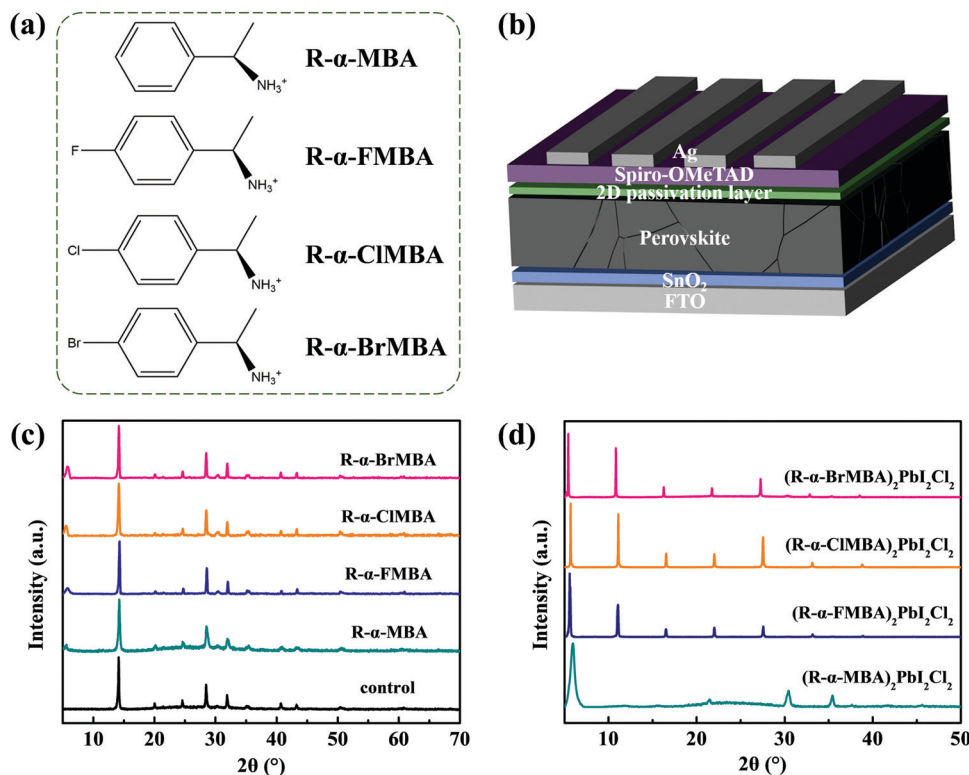 (a)
R-α-MBA
NH₃⁺
F
R-α-FMBA
NH₃⁺
Cl
R-α-ClMBA
NH₃⁺
Br
R-α-BrMBA
NH₃⁺
(b)
Ag
Spiro-OMeTAD
2D passivation layer
Perovskite
SnO₂
FTO
(c)
Intensity (a.u.)
R-α-BrMBA
R-α-ClMBA
R-α-FMBA
R-α-MBA
control
10 20 30 40 50 60 70
2θ (°)
(d)
Intensity (a.u.)
(R-α-BrMBA)₂PbI₂Cl₂
(R-α-ClMBA)₂PbI₂Cl₂
(R-α-FMBA)₂PbI₂Cl₂
(R-α-MBA)₂PbI₂Cl₂
10 20 30 40 50
2θ (°)